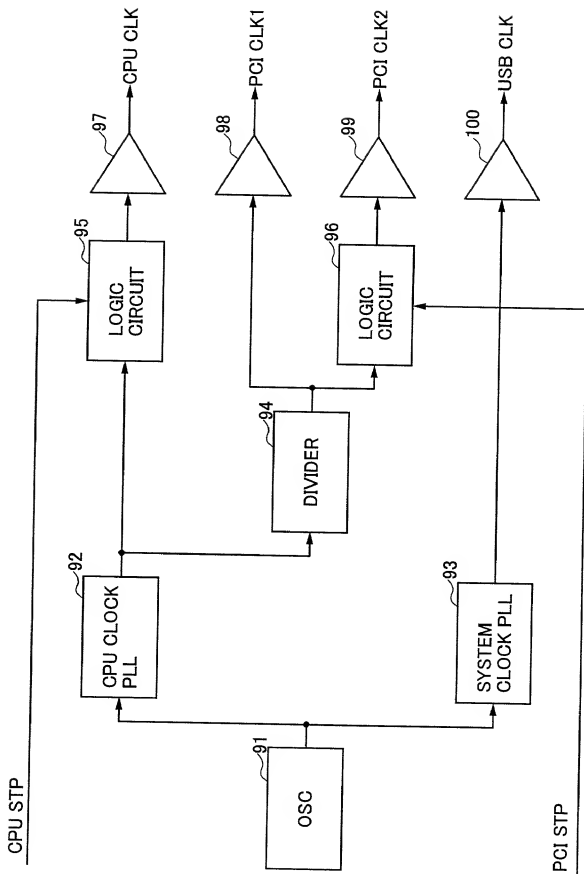 CPU STP
OSC
91
CPU CLOCK
PLL
92
SYSTEM
CLOCK PLL
93
DIVIDER
94
LOGIC
CIRCUIT
95
LOGIC
CIRCUIT
96
97
CPU CLK
98
PCI CLK1
99
PCI CLK2
100
USB CLK
PCI STP